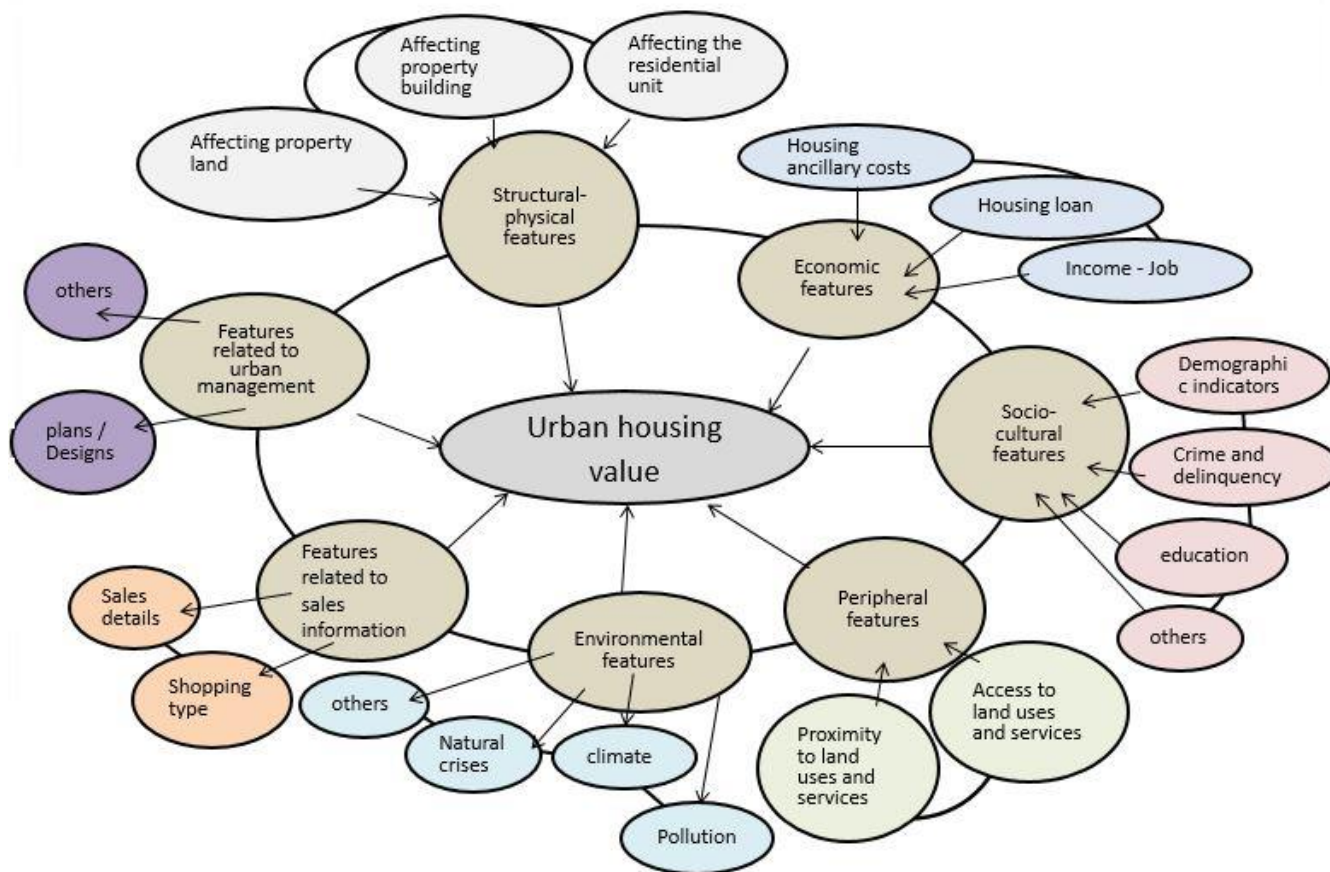 Affecting
property
building
Affecting the
residential
unit
Affecting property
land
Housing
ancillary costs
Structural-
physical
features
Housing loan
Income - Job
Economic
features
others
Features
related to
urban
management
Demographi
c indicators
Socio-
cultural
features
plans /
Designs
Urban housing
value
Crime and
delinquency
education
Features
related to
sales
information
Sales
details
Peripheral
features
others
Environmental
features
Shopping
type
others
Natural
crises
climate
Access to
land uses
and services
Proximity
to land
uses and
services
Pollution